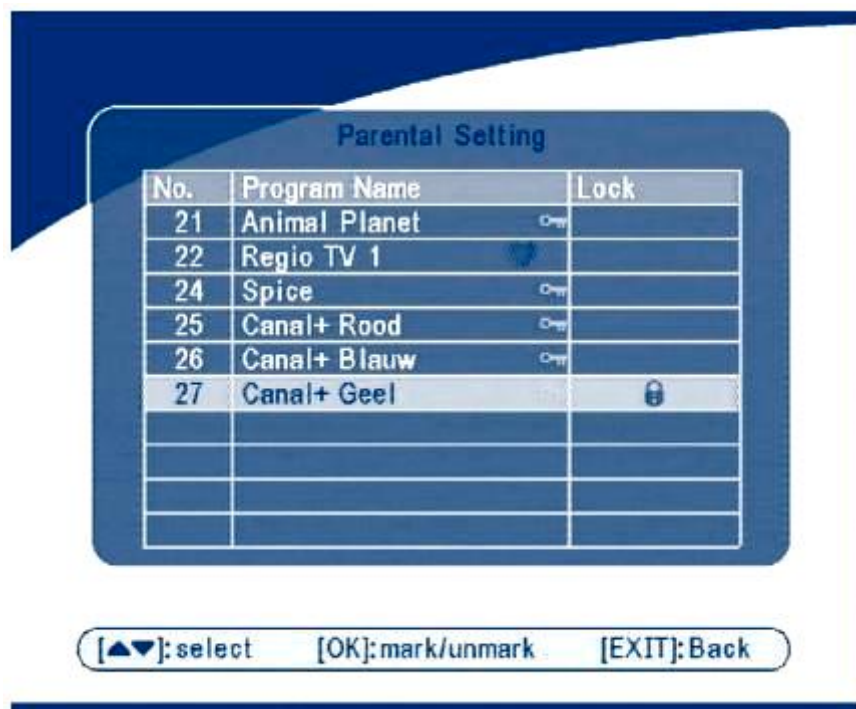 Parental Setting
No. Program Name Lock
21 Animal Planet
22 Regio TV 1
24 Spice
25 Canal+ Rood
26 Canal+ Blauw
27 Canal+ Geel
[▲▼]: select [OK]: mark/unmark [EXIT]: Back